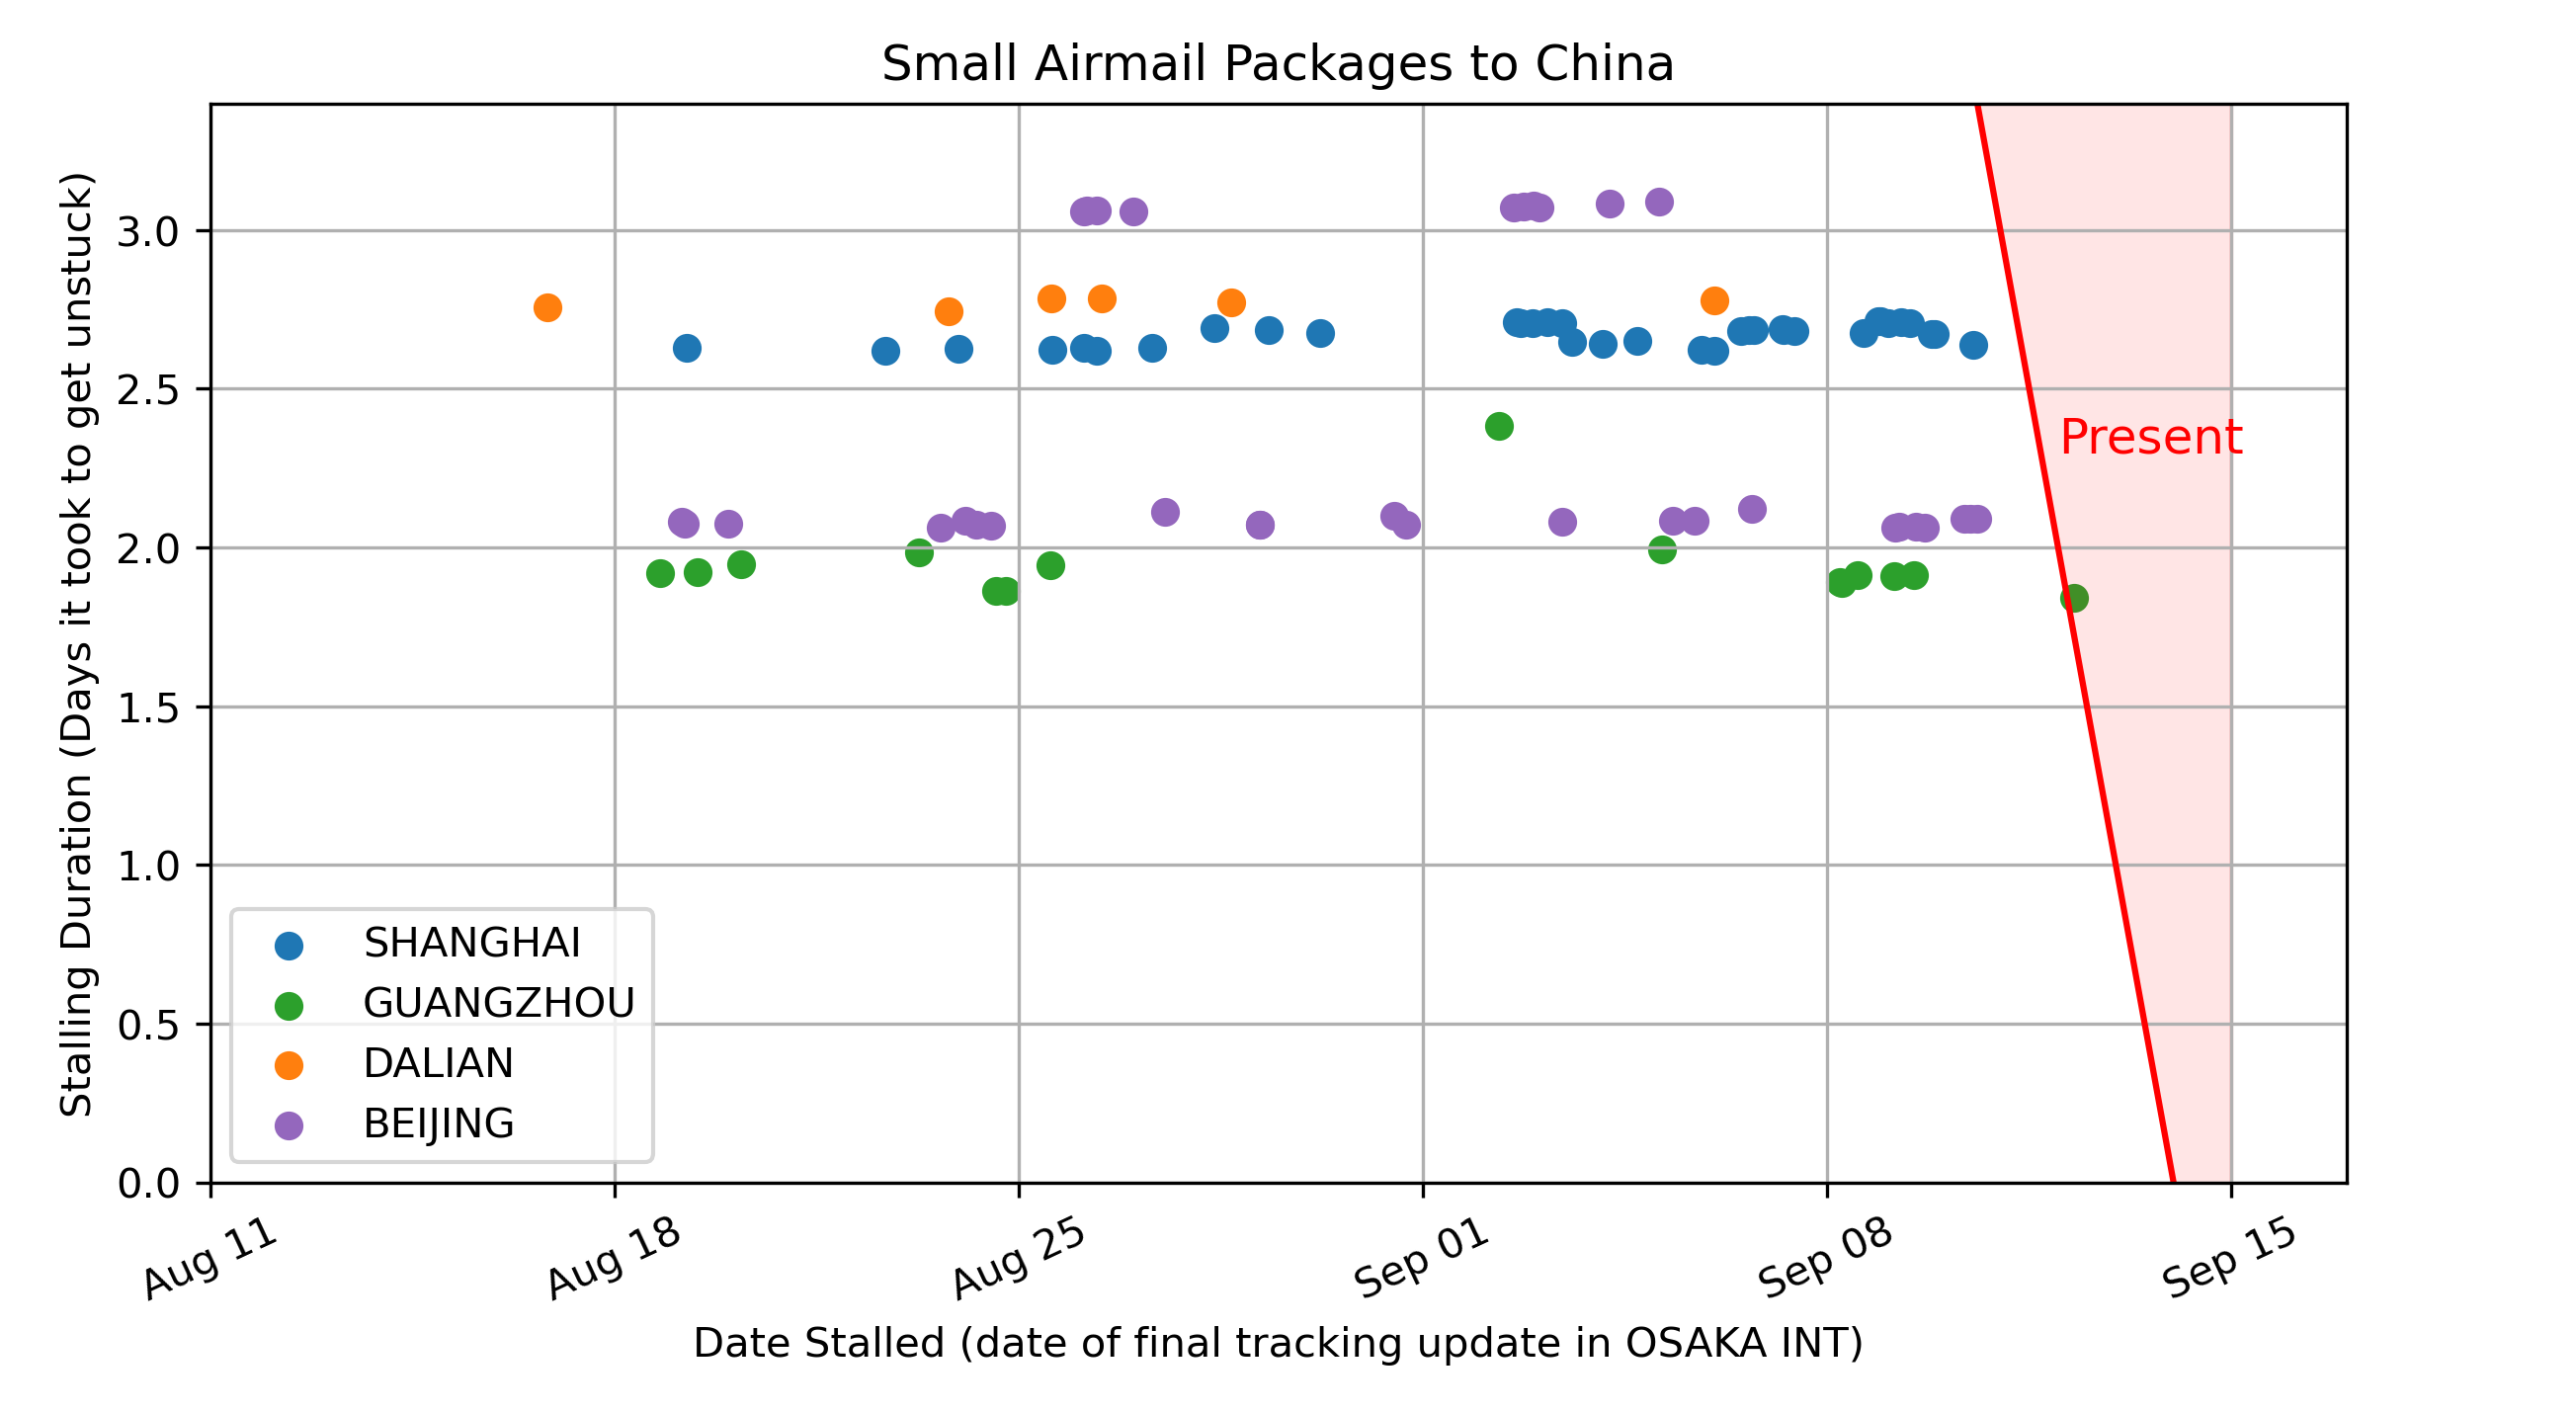 Small Airmail Packages to China
Stalling Duration (Days it took to get unstuck)
3.0
2.5
2.0
1.5
1.0
0.5
0.0
Present
SHANGHAI
GUANGZHOU
DALIAN
BEIJING
Aug 11
Aug 18
Aug 25
Sep 01
Sep 08
Sep 15
Date Stalled (date of final tracking update in OSAKA INT)